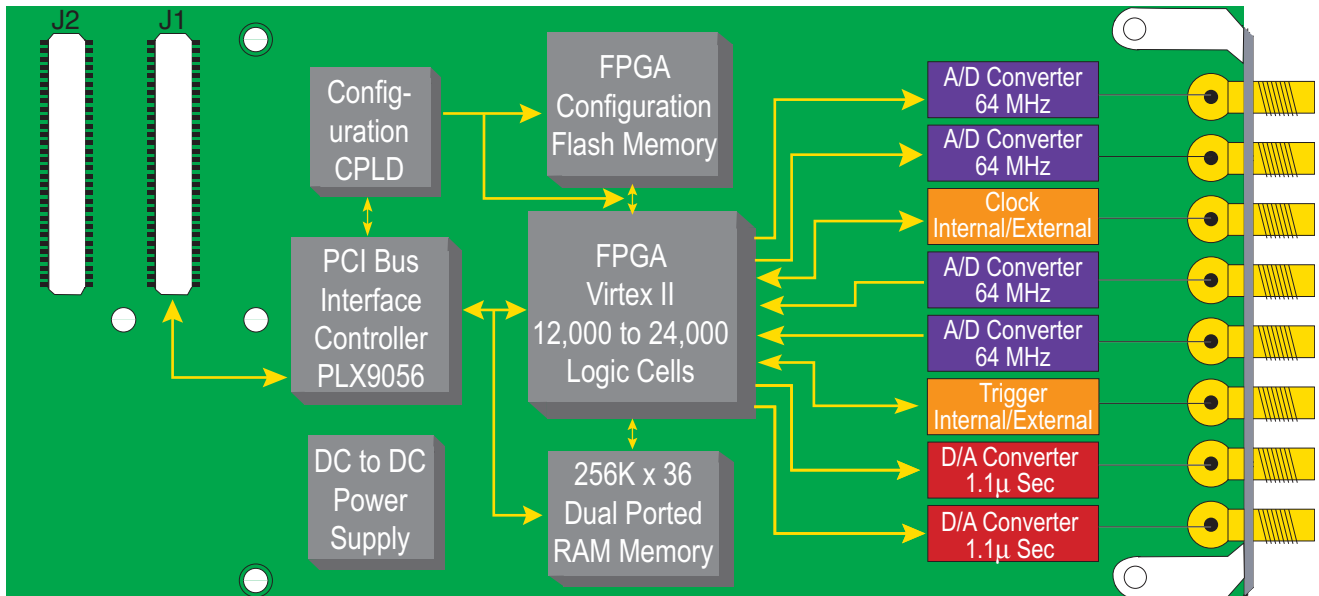 J2
J1
Config-
uration
CPLD
FPGA
Configuration
Flash Memory
PCI Bus
Interface
Controller
PLX9056
FPGA
Virtex II
12,000 to 24,000
Logic Cells
DC to DC
Power
Supply
256K x 36
Dual Ported
RAM Memory
A/D Converter
64 MHz
A/D Converter
64 MHz
Clock
Internal/External
A/D Converter
64 MHz
A/D Converter
64 MHz
Trigger
Internal/External
D/A Converter
1.1µ Sec
D/A Converter
1.1µ Sec